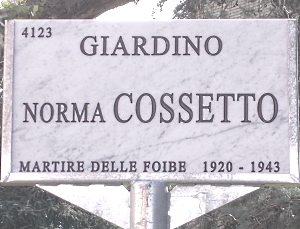 4123
GIARDINO
NORMA COSSETTO
MARTIRE DELLE FOIBE 1920 - 1943